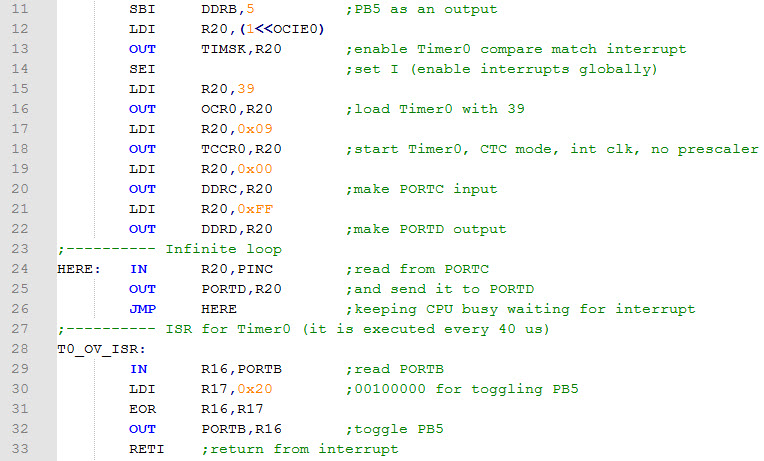 11 SBI DDRB,5 ;PB5 as an output
12 LDI R20,(1<<OCIE0)
13 OUT TIMSK,R20 ;enable Timer0 compare match interrupt
14 SEI ;set I (enable interrupts globally)
15 LDI R20,39
16 OUT OCR0,R20 ;load Timer0 with 39
17 LDI R20,0x09
18 OUT TCCR0,R20 ;start Timer0, CTC mode, int clk, no prescaler
19 LDI R20,0x00
20 OUT DDRC,R20 ;make PORTC input
21 LDI R20,0xFF
22 OUT DDRD,R20 ;make PORTD output
23 ;---------- Infinite loop
24 HERE: IN R20,PINC ;read from PORTC
25 OUT PORTD,R20 ;and send it to PORTD
26 JMP HERE ;keeping CPU busy waiting for interrupt
27 ;---------- ISR for Timer0 (it is executed every 40 us)
28 T0_OV_ISR:
29 IN R16,PORTB ;read PORTB
30 LDI R17,0x20 ;00100000 for toggling PB5
31 EOR R16,R17
32 OUT PORTB,R16 ;toggle PB5
33 RETI ;return from interrupt